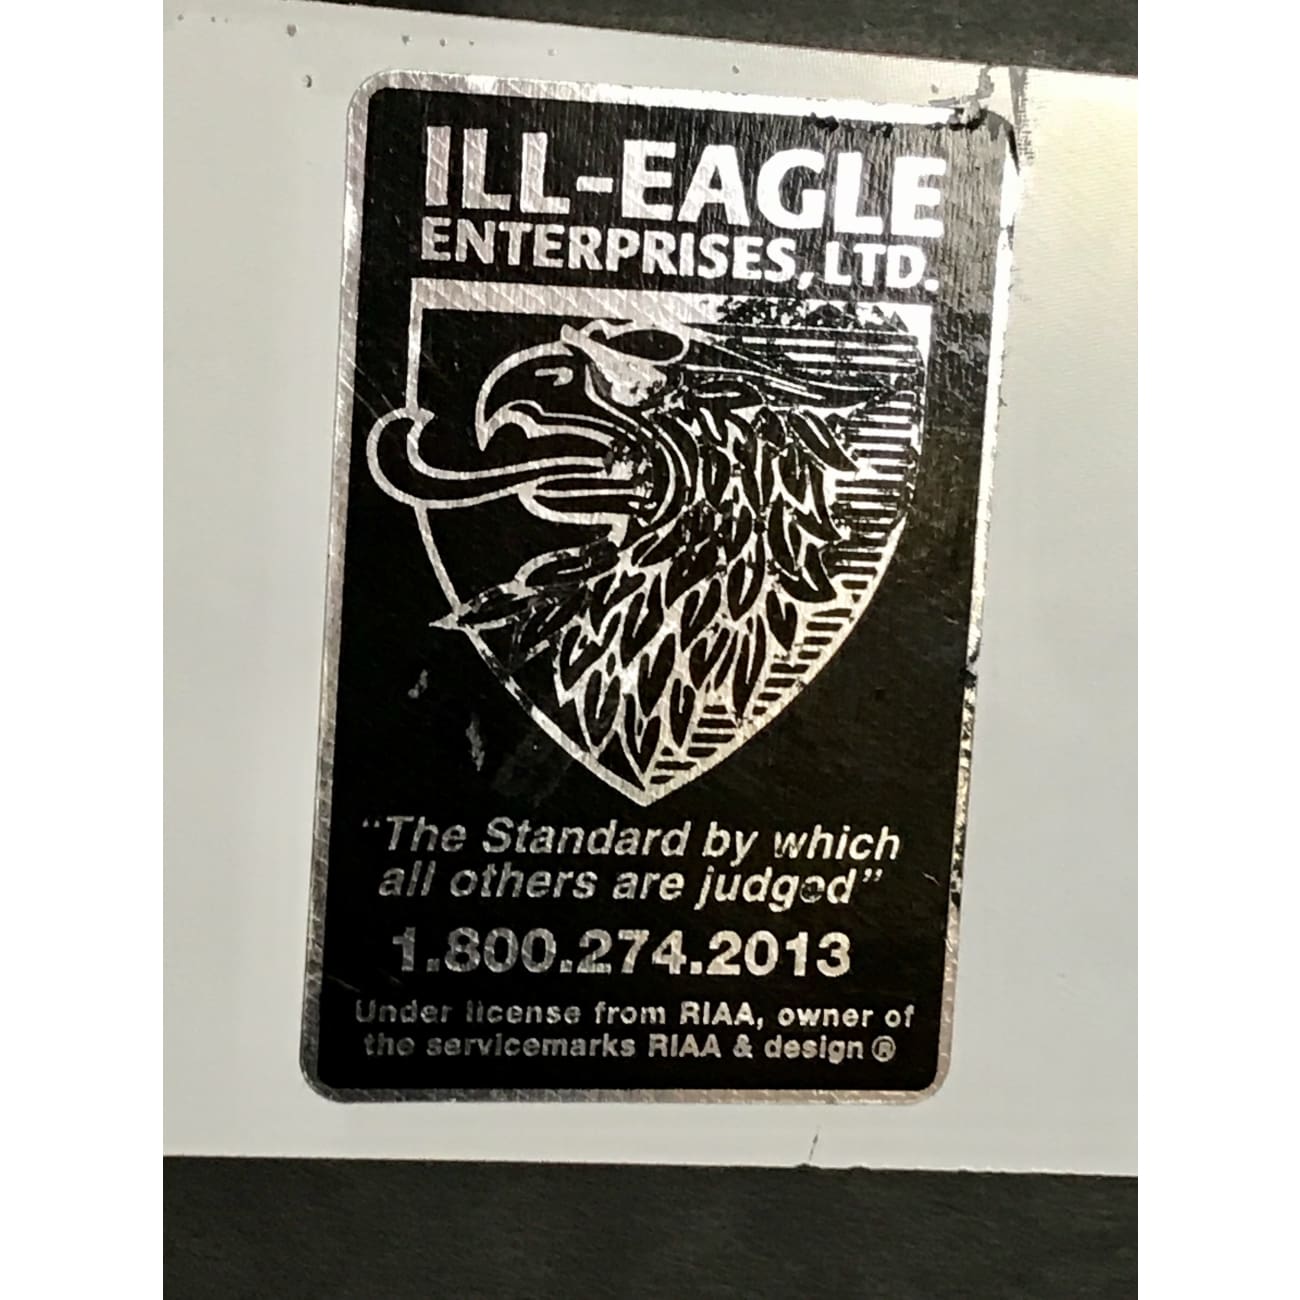 ILL-EAGLE
ENTERPRISES, LTD.
"The Standard by which
all others are judged"
1.800.274.2013
Under license from RIAA, owner of
the servicemarks RIAA & design ®